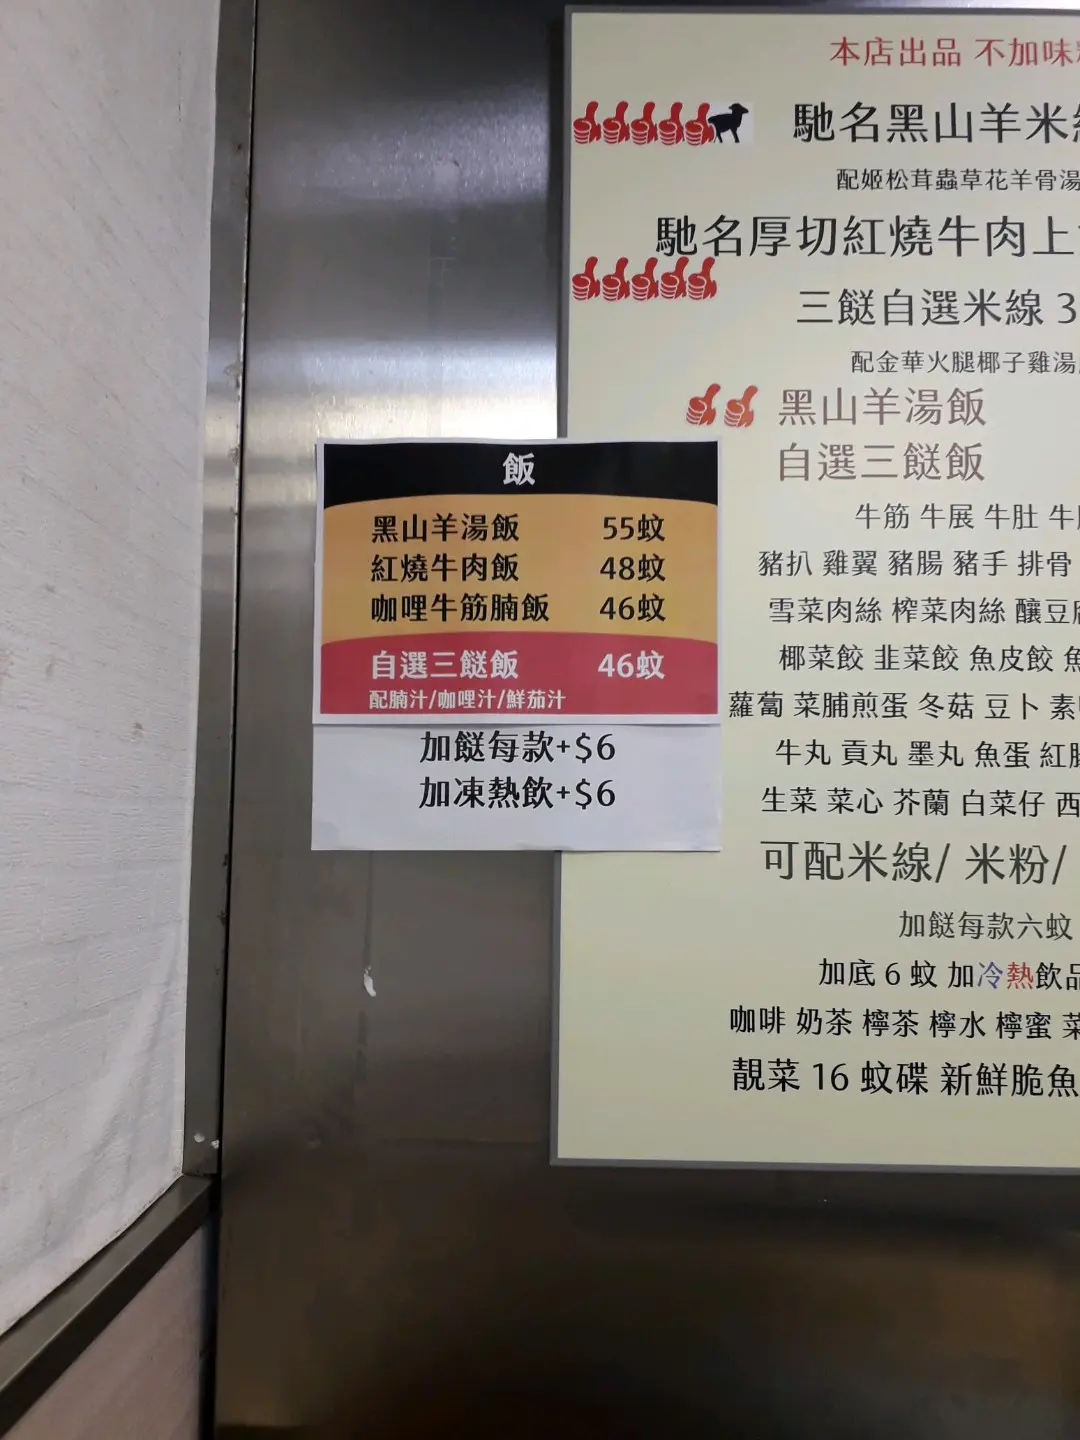 飯
黑山羊湯飯 55蚊
紅燒牛肉飯 48蚊
咖哩牛筋腩飯 46蚊
自選三餸飯 46蚊
配腩汁/咖哩汁/鮮茄汁
加餸每款+$6
加凍熱飲+$6
本店出品 不加味
馳名黑山羊米
配姬松茸蟲草花羊骨湯
馳名厚切紅燒牛肉上
三餸自選米線 3
配金華火腿椰子雞湯
黑山羊湯飯
自選三餸飯
牛筋 牛展 牛肚 牛
豬扒 雞翼 豬腸 豬手 排骨
雪菜肉絲 榨菜肉絲 釀豆
椰菜餃 韭菜餃 魚皮餃
蘿蔔 菜脯煎蛋 冬菇 豆卜 素
牛丸 貢丸 墨丸 魚蛋 紅
生菜 菜心 芥蘭 白菜仔 西
可配米線/ 米粉/
加餸每款六蚊
加底 6 蚊 加冷熱飲品
咖啡 奶茶 檸茶 檸水 檸蜜
靚菜 16 蚊碟 新鮮脆魚